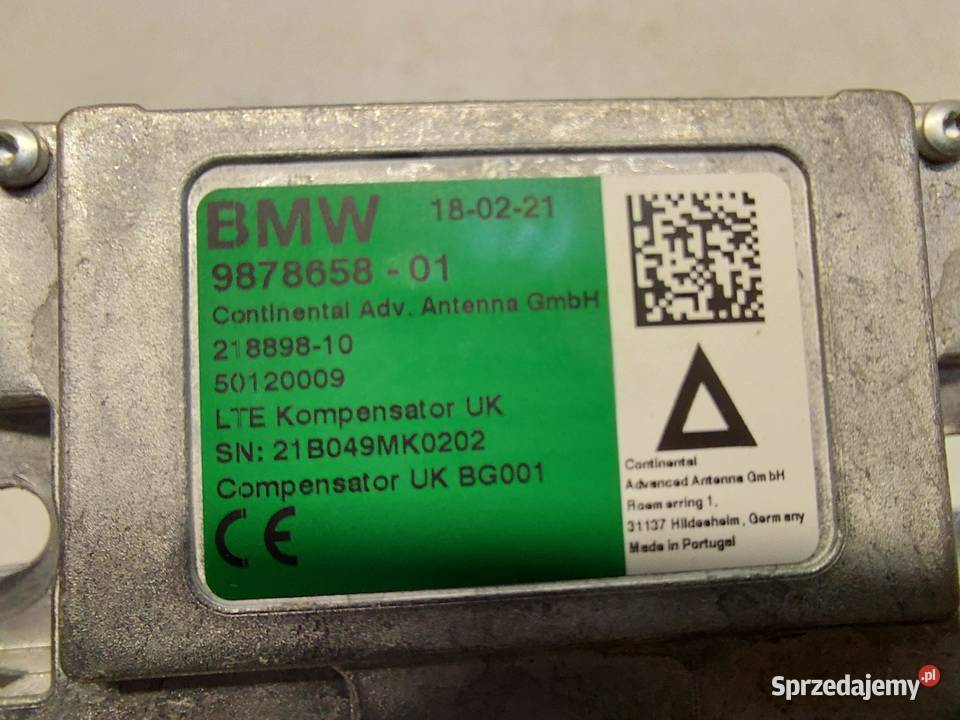 BMW 18-02-21
9878658 - 01
Continental Adv. Antenna GmbH
218898-10
50120009
LTE Kompensator UK
SN: 21B049MK0202
Compensator UK BG001
CE
Continental
Advanced Antenna GmbH
Roemerring 1,
31137 Hildesheim, Germany
Made in Portugal
Sprzedajemy.pl